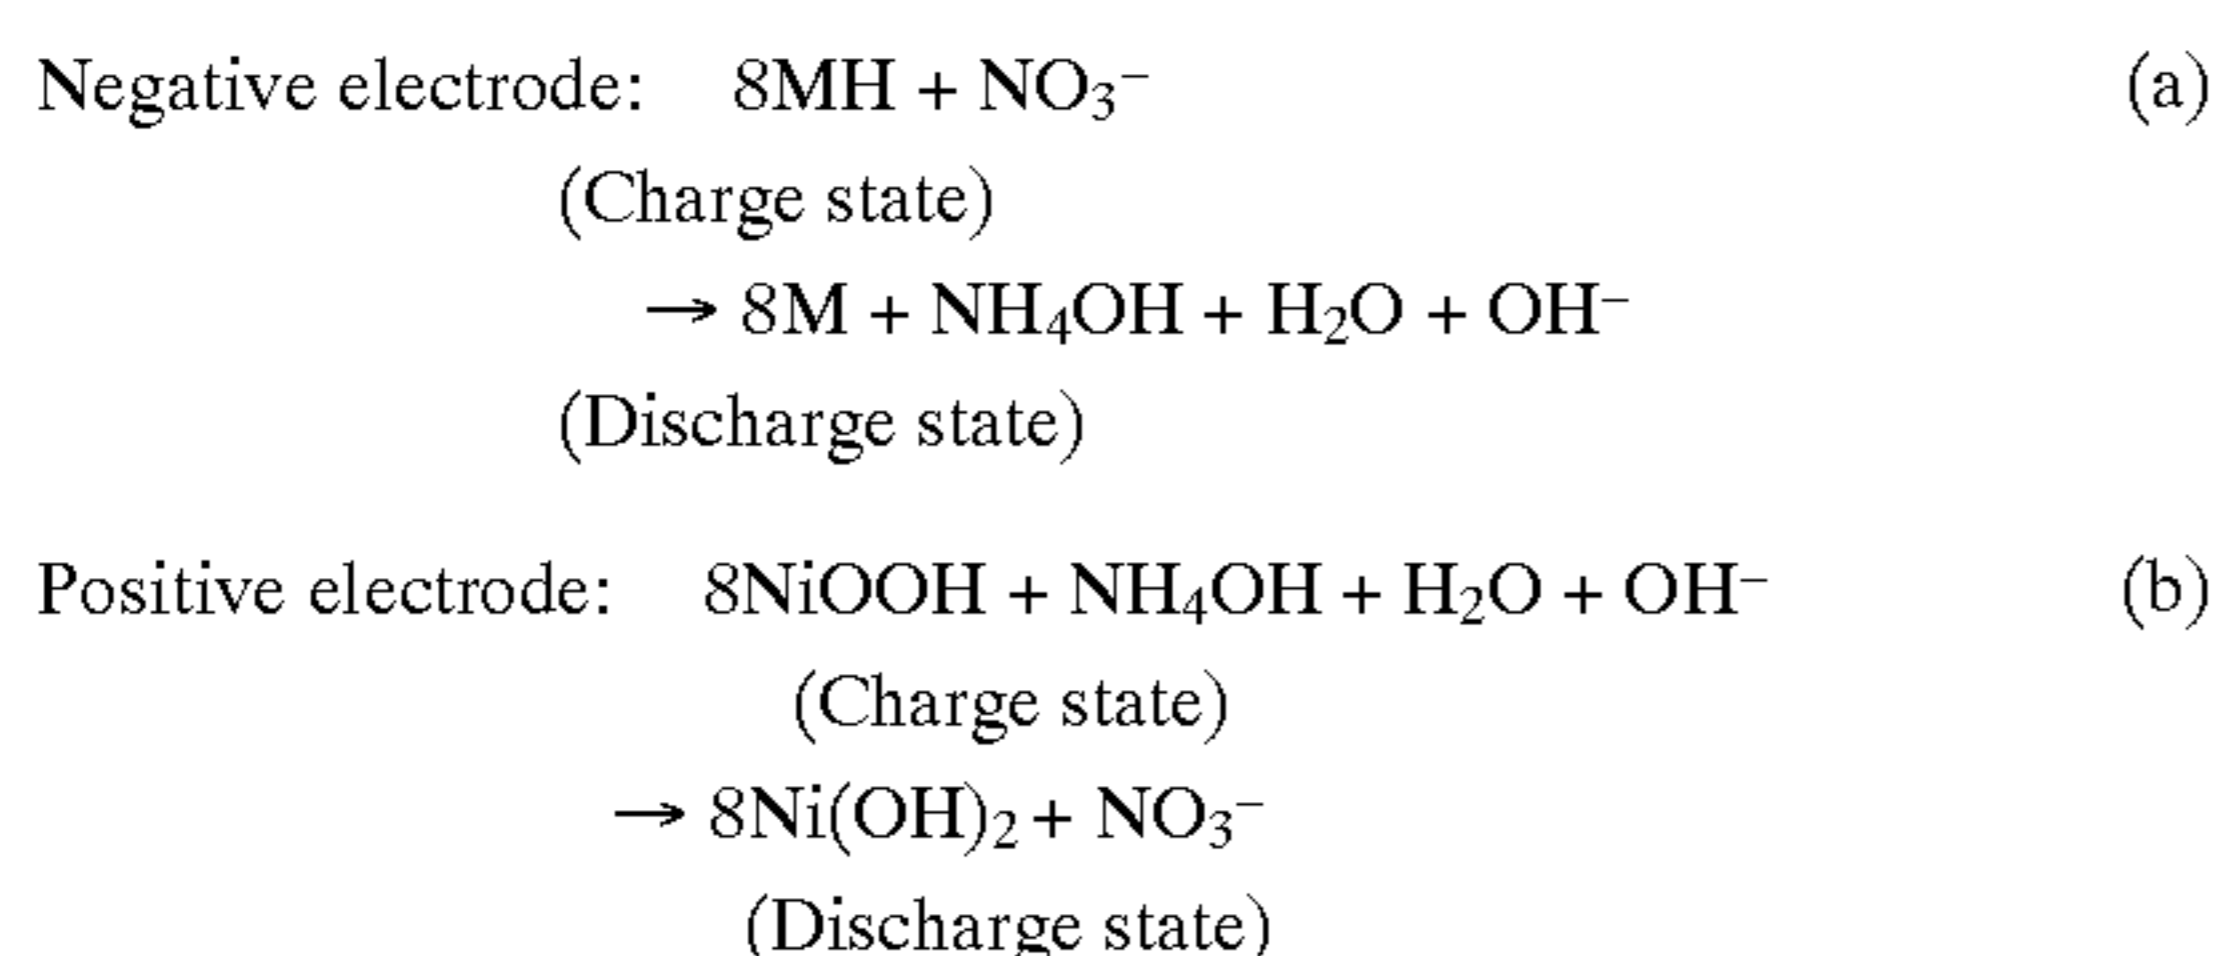 Negative electrode: 8MH + NO₃⁻ (a)
(Charge state)
→ 8M + NH₄OH + H₂O + OH⁻
(Discharge state)
Positive electrode: 8NiOOH + NH₄OH + H₂O + OH⁻ (b)
(Charge state)
→ 8Ni(OH)₂ + NO₃⁻
(Discharge state)